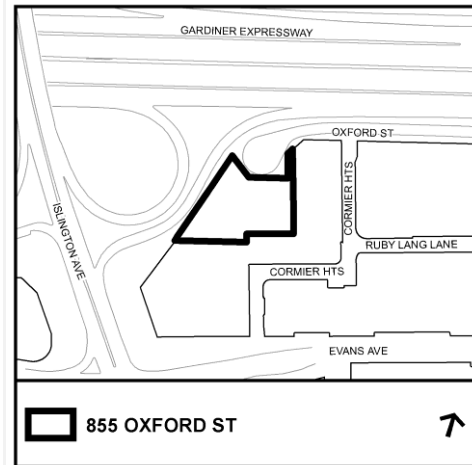 GARDINER EXPRESSWAY
OXFORD ST
CORMIER HTS
ISLINGTON AVE
RUBY LANG LANE
CORMIER HTS
EVANS AVE
855 OXFORD ST